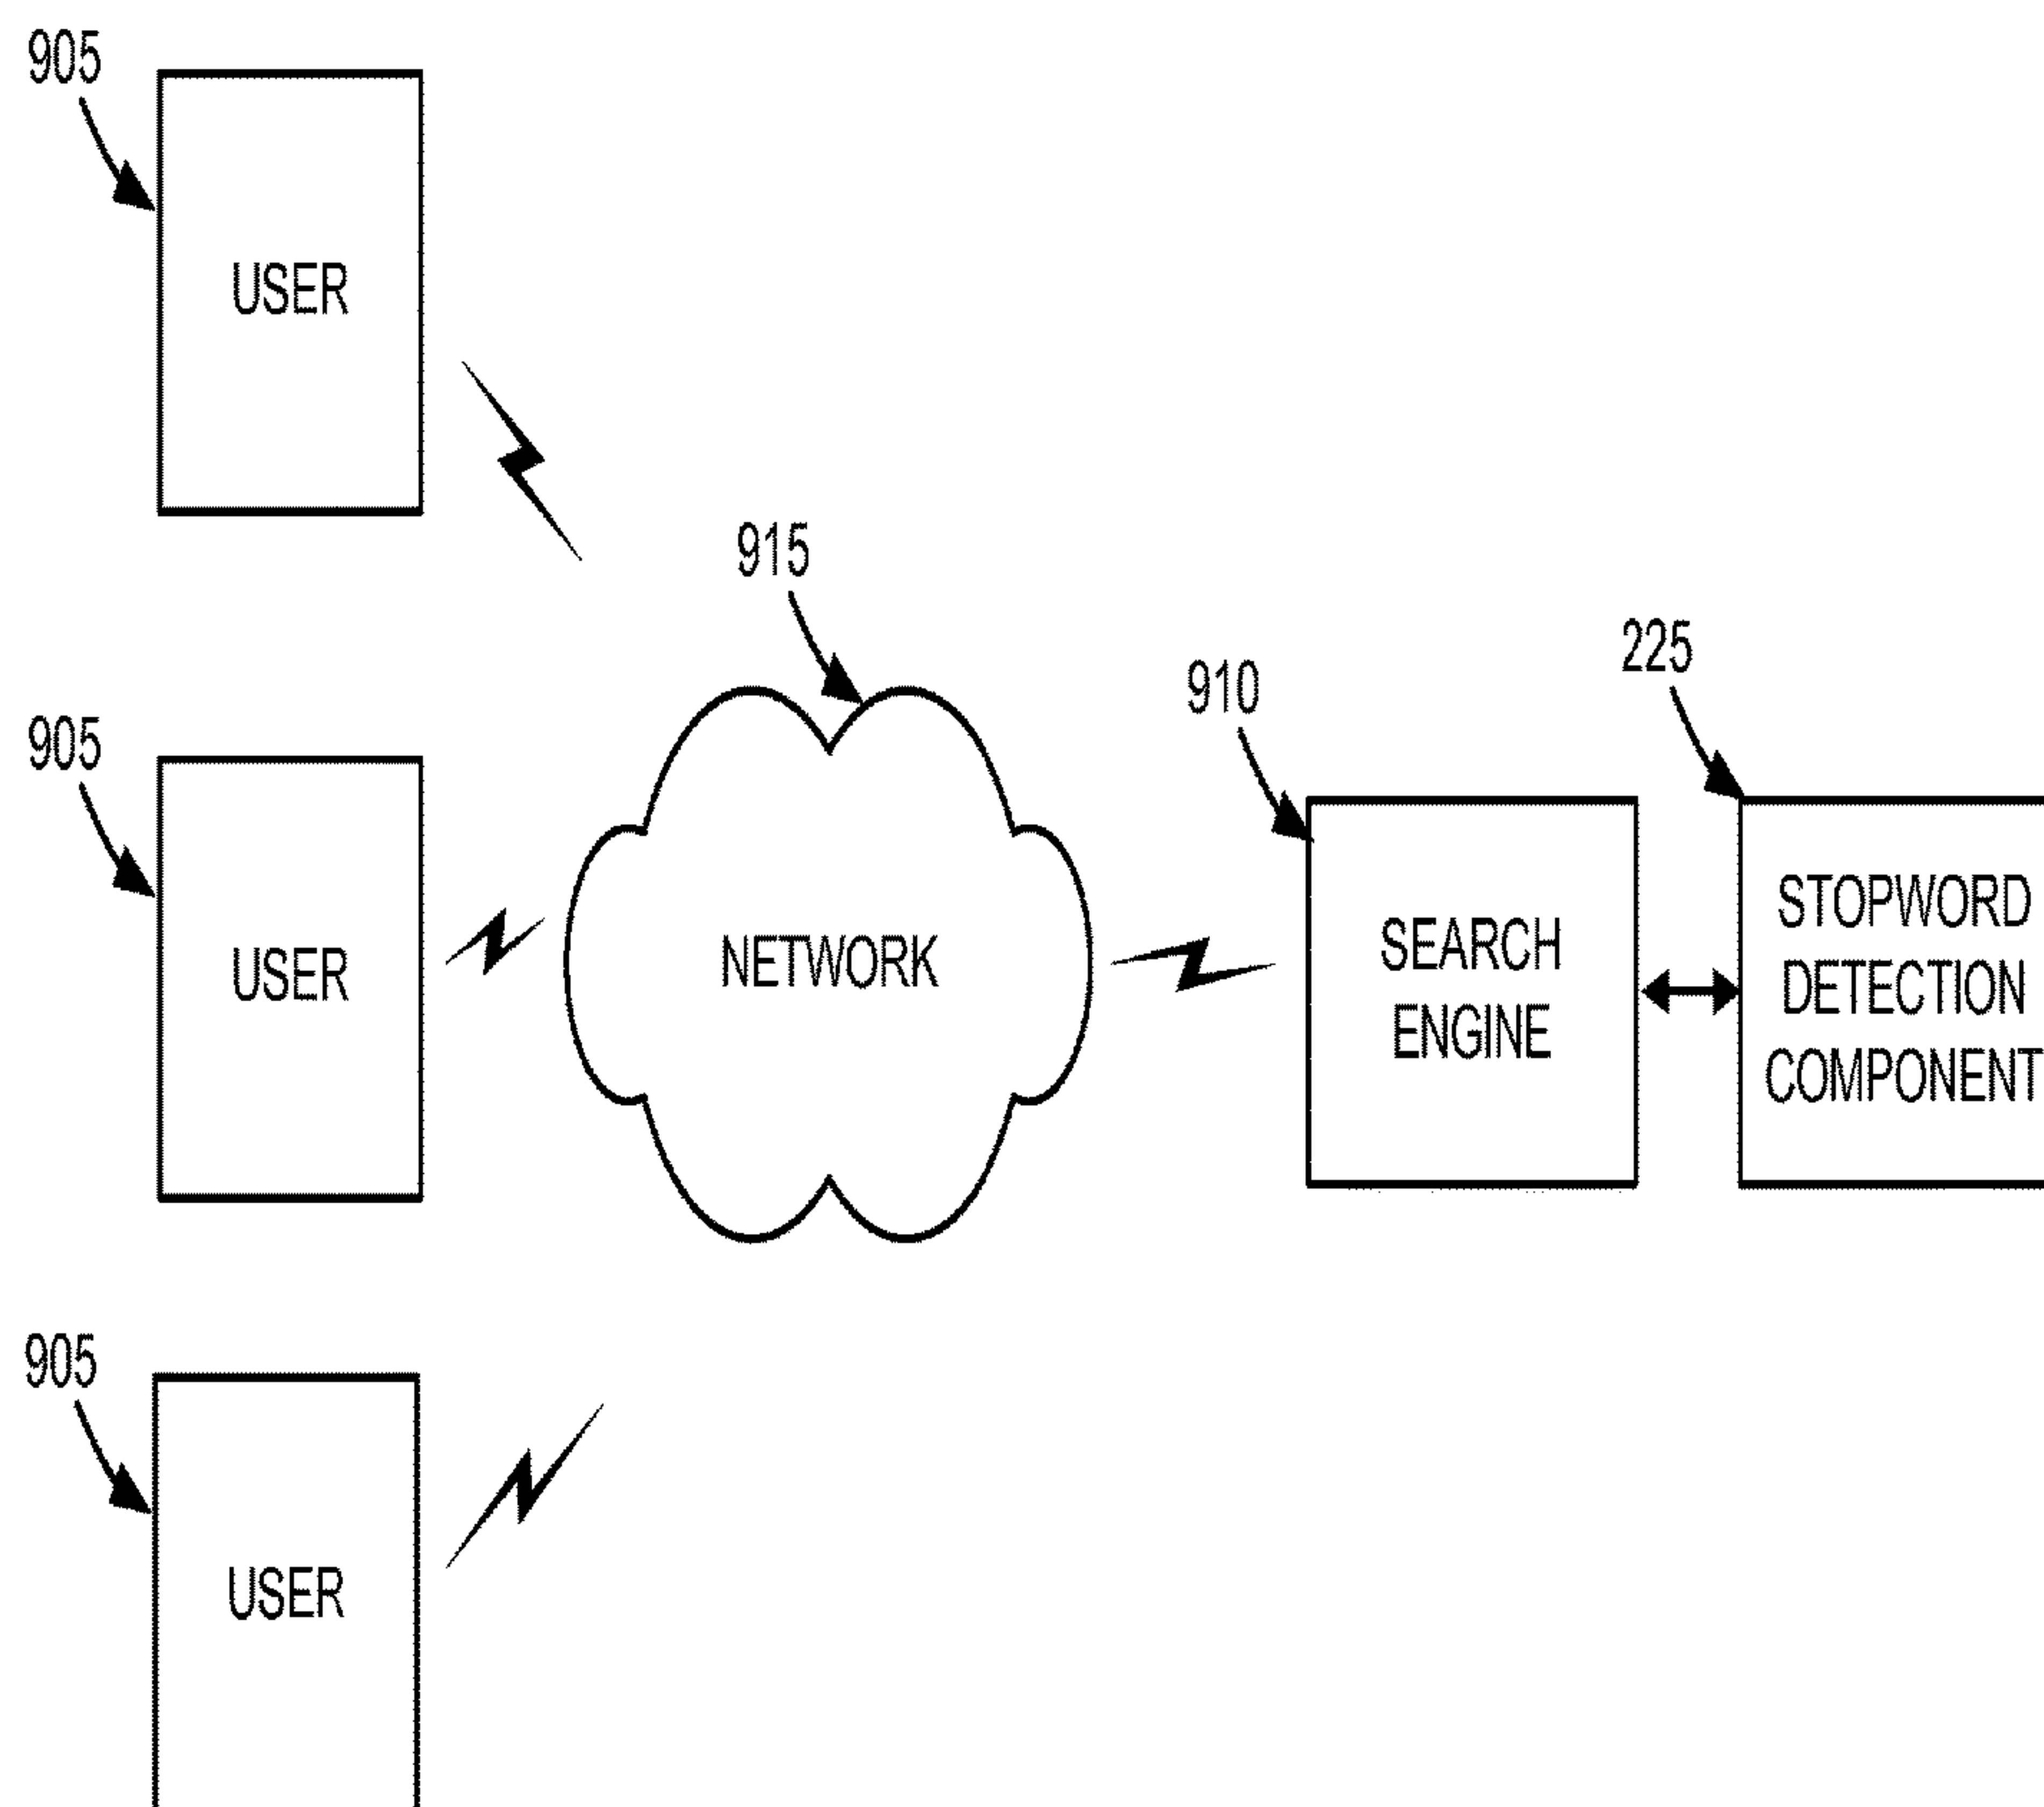 905
USER
915
225
910
905
STOPWORD
SEARCH
NETWORK
USER
DETECTION
ENGINE
COMPONENT
905
USER